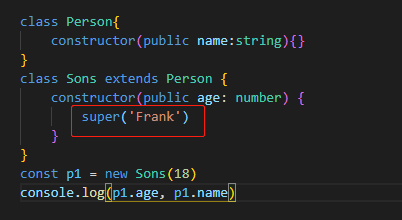 class Person{
    constructor(public name:string){}
}
class Sons extends Person {
    constructor(public age: number) {
        super('Frank')
    }
}
const p1 = new Sons(18)
console.log(p1.age, p1.name)